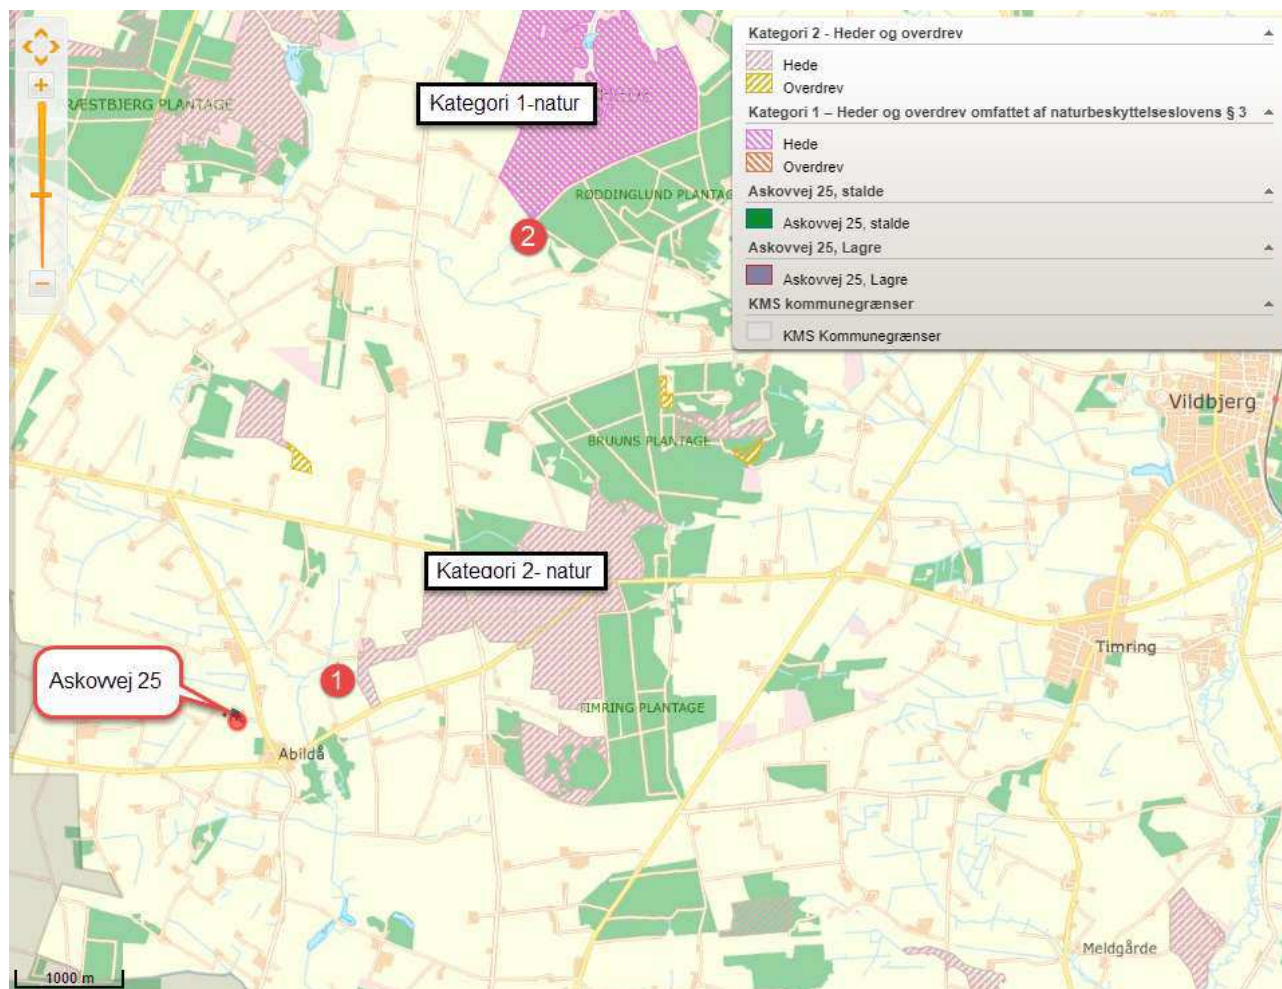 Kategori 2 - Heder og overdrev
Hede
Overdrev
Kategori 1 – Heder og overdrev omfattet af naturbeskyttelseslovens § 3
Hede
Overdrev
Askovvej 25, stalde
Askovvej 25, stalde
Askovvej 25, Lagre
Askovvej 25, Lagre
KMS kommunegrænser
KMS Kommunegrænser
Kategori 1-natur
RÆSTBJERG PLANTAGE
RØDDINGLUND PLANTAG
2
Vildbjerg
BRUUNS PLANTAGE
Kategori 2- natur
Timring
Askovvej 25
1
TIMRING PLANTAGE
Abildå
Meldgårde
1000 m